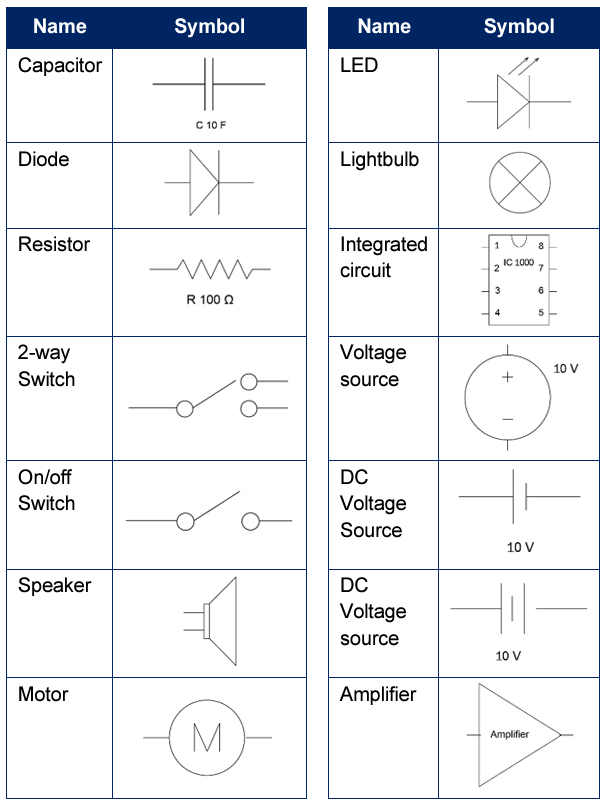 Name Symbol
Capacitor
C 10 F
Diode
Resistor
R 100 Ω
2-way
Switch
On/off
Switch
Speaker
Motor
M
Name Symbol
LED
Lightbulb
Integrated
circuit
1 8
IC 1000
2 7
3 6
4 5
Voltage
source
10 V
+
–
DC
Voltage
Source
10 V
DC
Voltage
source
10 V
Amplifier
Amplifier